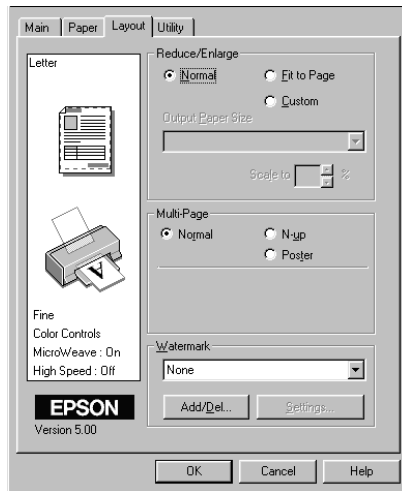 Main Paper Layout Utility
Letter
Reduce/Enlarge
Normal Fit to Page
Custom
Output Paper Size
Scale to %
Multi-Page
Normal N-up
Poster
A
Fine
Color Controls
MicroWeave : On
High Speed : Off
Watermark
None
Add/Del... Settings...
EPSON
Version 5.00
OK Cancel Help